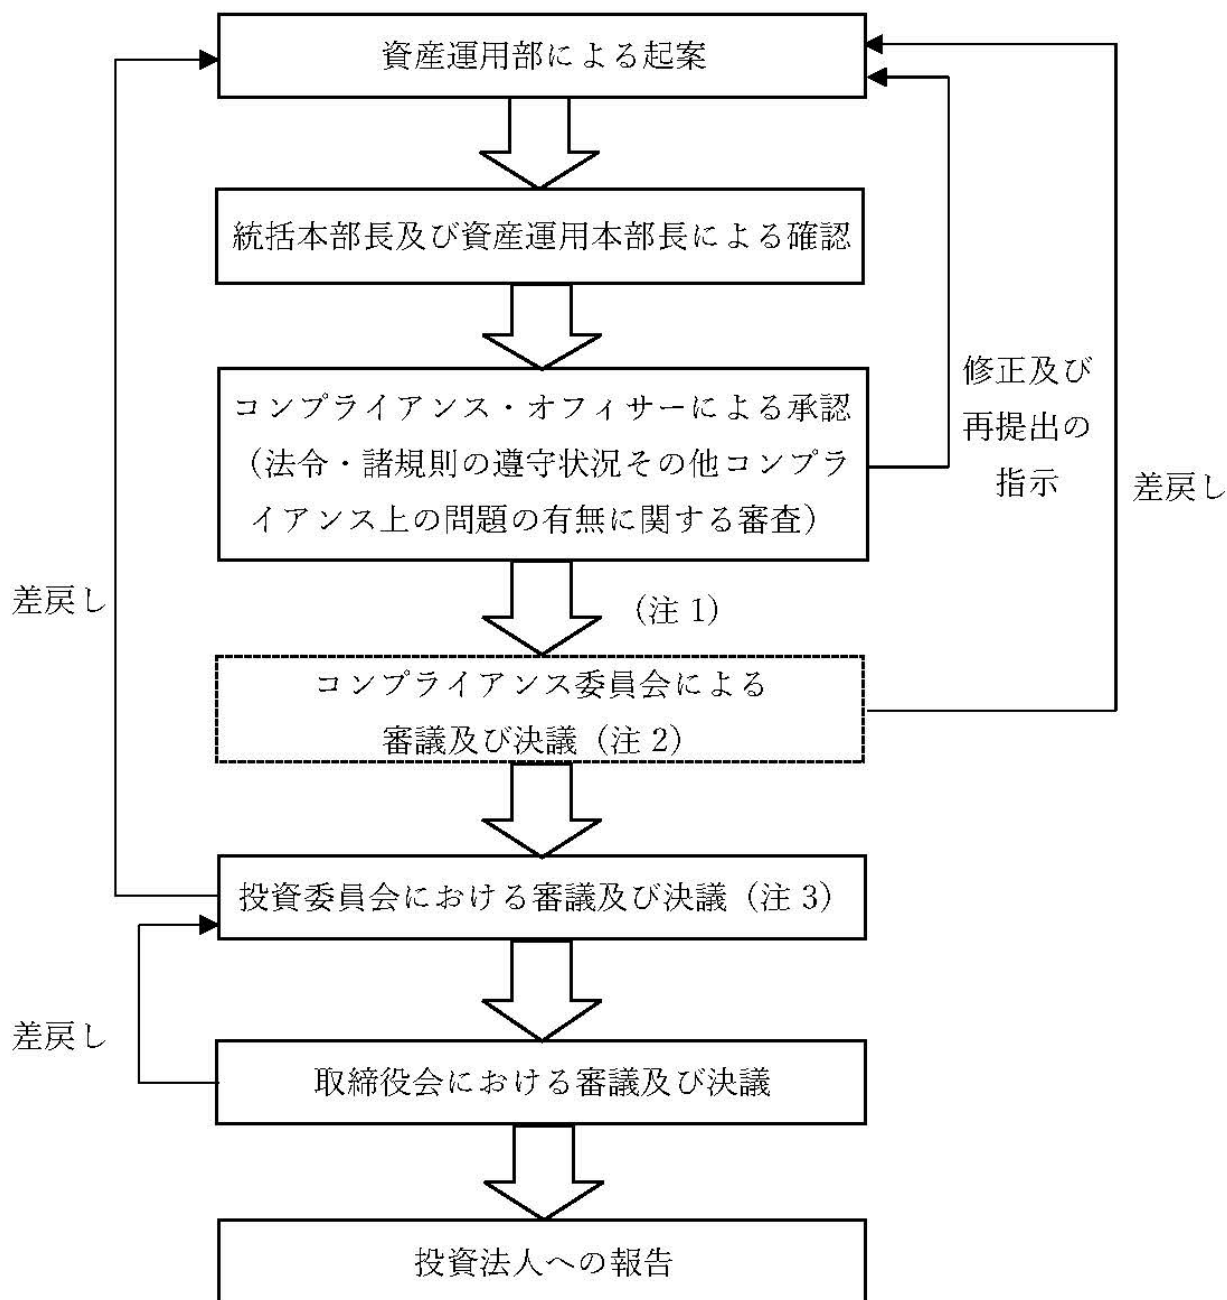 資産運用部による起案
統括本部長及び資産運用本部長による確認
コンプライアンス・オフィサーによる承認
（法令・諸規則の遵守状況その他コンプラ
イアンス上の問題の有無に関する審査）
修正及び
再提出の
指示
差戻し
差戻し
（注 1）
コンプライアンス委員会による
審議及び決議（注 2）
投資委員会における審議及び決議（注 3）
差戻し
取締役会における審議及び決議
投資法人への報告